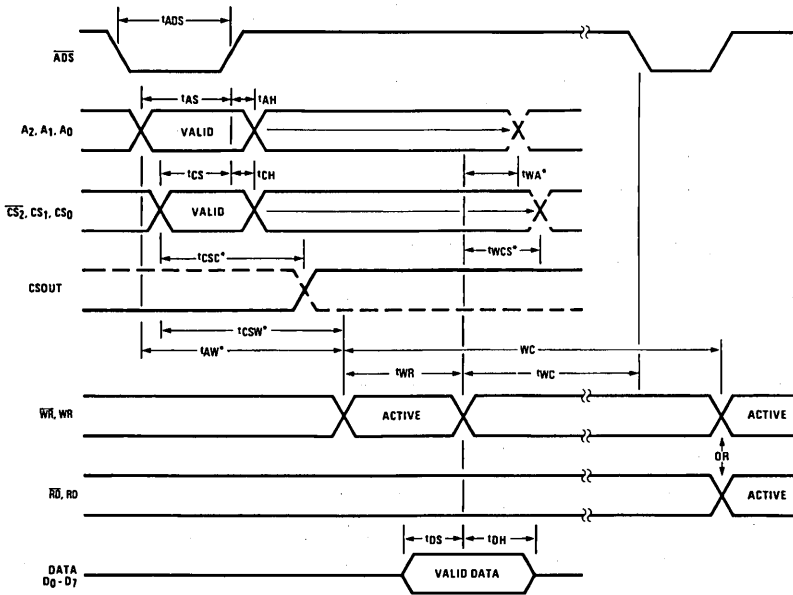 tADS
ADS
tAS tAH
A2, A1, A0 VALID
tCS tCH tWA*
CS2, CS1, CS0 VALID
tCSC* tWCS*
CSOUT
tCSW*
tAW* WC
tWR tWC
WR, WR ACTIVE ACTIVE
OR
RD, RD ACTIVE
tDS tDH
DATA
D0 - D7 VALID DATA